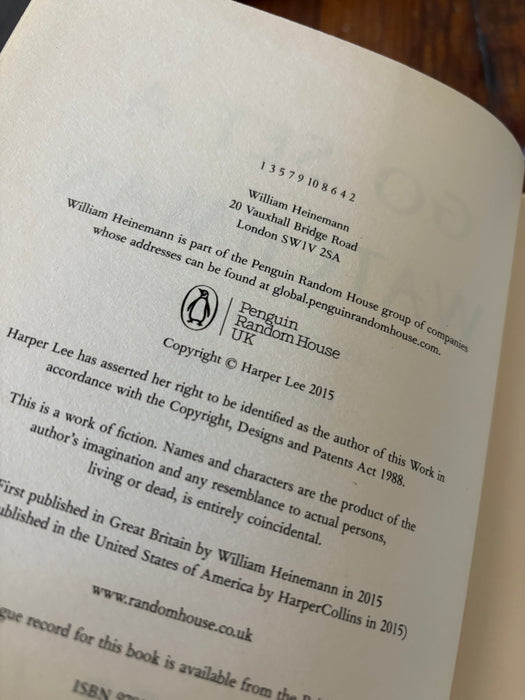 1 3 5 7 9 10 8 6 4 2
William Heinemann
20 Vauxhall Bridge Road
London SW1V 2SA
William Heinemann is part of the Penguin Random House group of companies
whose addresses can be found at global.penguinrandomhouse.com.
Penguin
Random House
UK
Copyright © Harper Lee 2015
Harper Lee has asserted her right to be identified as the author of this Work in
accordance with the Copyright, Designs and Patents Act 1988.
This is a work of fiction. Names and characters are the product of the
author's imagination and any resemblance to actual persons,
living or dead, is entirely coincidental.
First published in Great Britain by William Heinemann in 2015
published in the United States of America by HarperCollins in 2015)
www.randomhouse.co.uk
record for this book is available from the
ISBN